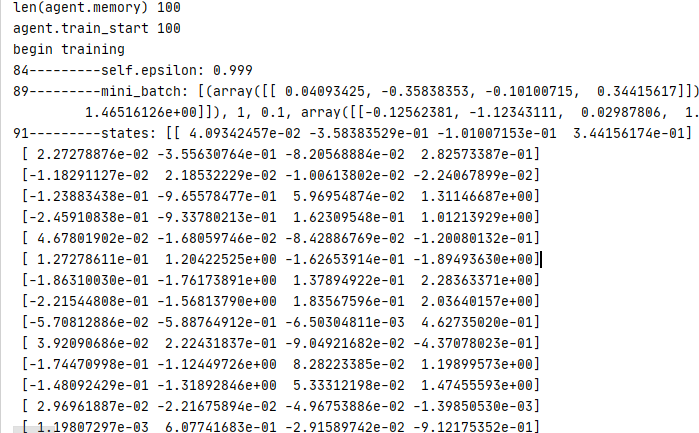 len(agent.memory) 100
agent.train_start 100
begin training
84---------self.epsilon: 0.999
89---------mini_batch: [(array([[ 0.04093425, -0.35838353, -0.10100715,  0.34415617]])
1.46516126e+00]]), 1, 0.1, array([[-0.12562381, -1.12343111,  0.02987806,  1.
91---------states: [[ 4.09342457e-02 -3.58383529e-01 -1.01007153e-01  3.44156174e-01]
[ 2.27278876e-02 -3.55630764e-01 -8.20568884e-02  2.82573387e-01]
[-1.18291127e-02  2.18532229e-02 -1.00613802e-02 -2.24067899e-02]
[-1.23883438e-01 -9.65578477e-01  5.96954874e-02  1.31146687e+00]
[-2.45910838e-01 -9.33780213e-01  1.62309548e-01  1.01213929e+00]
[ 4.67801902e-02 -1.68059746e-02 -8.42886769e-02 -1.20080132e-01]
[ 1.27278611e-01  1.20422525e+00 -1.62653914e-01 -1.89493630e+00]
[-1.86310030e-01 -1.76173891e+00  1.37894922e-01  2.28363371e+00]
[-2.21544808e-01 -1.56813790e+00  1.83567596e-01  2.03640157e+00]
[-5.70812886e-02 -5.88764912e-01 -6.50304811e-03  4.62735020e-01]
[ 3.92090686e-02  2.22431837e-01 -9.04921682e-02 -4.37078023e-01]
[-1.74470998e-01 -1.12449726e+00  8.28223385e-02  1.19899573e+00]
[-1.48092429e-01 -1.31892846e+00  5.33312198e-02  1.47455593e+00]
[ 2.96961887e-02 -2.21675894e-02 -4.96753886e-02 -1.39850530e-03]
[ 1.19807297e-03  6.07741683e-01 -2.91589742e-02 -9.12175352e-01]